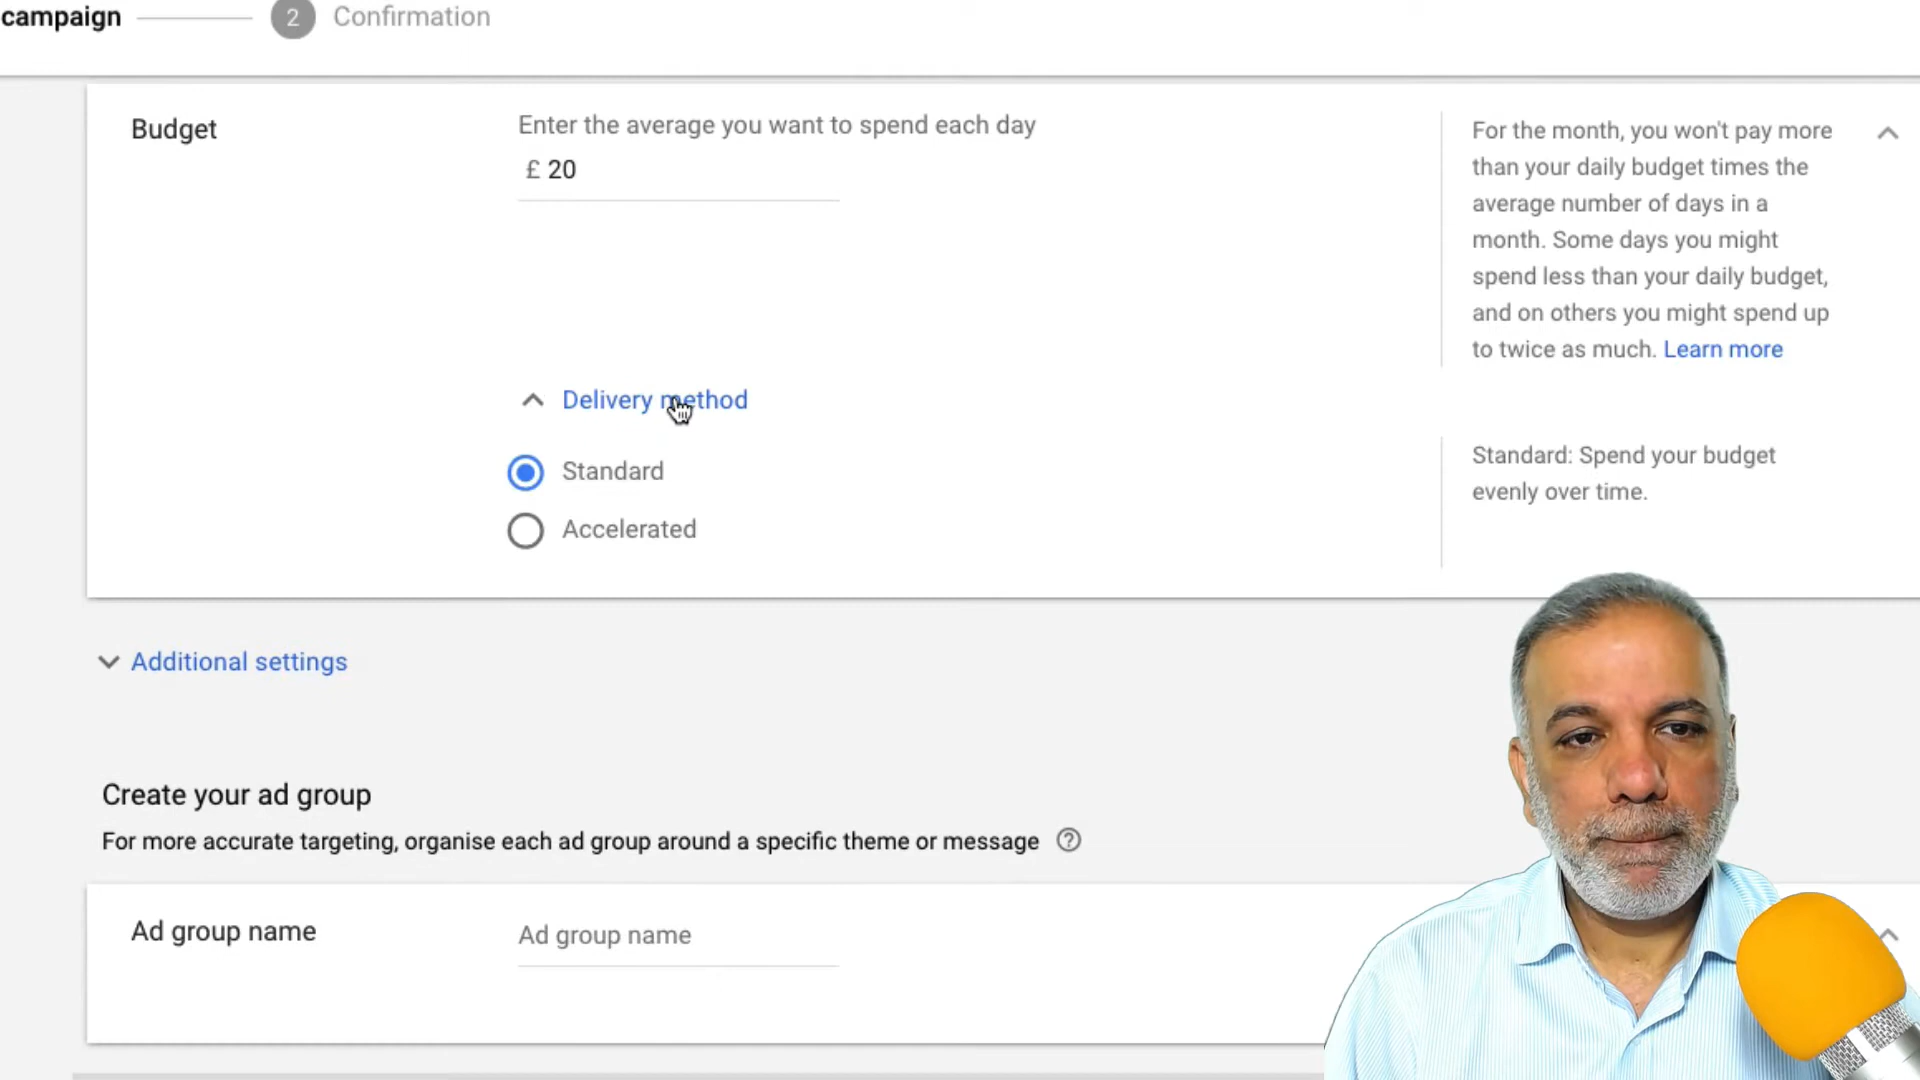 campaign
2
Confirmation
Budget
Enter the average you want to spend each day
£ 20
For the month, you won't pay more
than your daily budget times the
average number of days in a
month. Some days you might
spend less than your daily budget,
and on others you might spend up
to twice as much. Learn more
Delivery method
Standard
Accelerated
Standard: Spend your budget
evenly over time.
Additional settings
Create your ad group
For more accurate targeting, organise each ad group around a specific theme or message ?
Ad group name
Ad group name